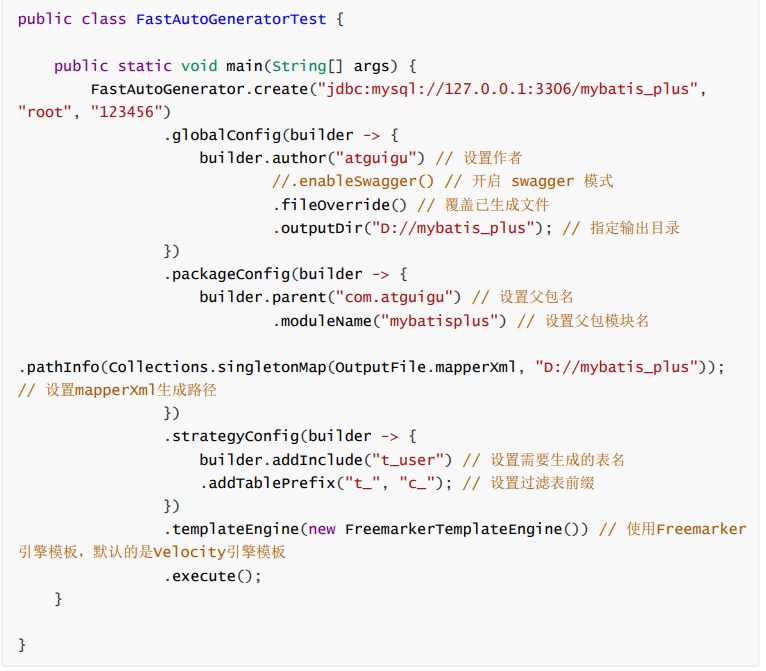 public class FastAutoGeneratorTest {
public static void main(String[] args) {
FastAutoGenerator.create("jdbc:mysql://127.0.0.1:3306/mybatis_plus",
"root", "123456")
.globalConfig(builder -> {
builder.author("atguigu") // 设置作者
//.enableSwagger() // 开启 swagger 模式
.fileOverride() // 覆盖已生成文件
.outputDir("D://mybatis_plus"); // 指定输出目录
})
.packageConfig(builder -> {
builder.parent("com.atguigu") // 设置父包名
.moduleName("mybatisplus") // 设置父包模块名
.pathInfo(Collections.singletonMap(OutputFile.mapperXml, "D://mybatis_plus"));
// 设置mapperXml生成路径
})
.strategyConfig(builder -> {
builder.addInclude("t_user") // 设置需要生成的表名
.addTablePrefix("t_", "c_"); // 设置过滤表前缀
})
.templateEngine(new FreemarkerTemplateEngine()) // 使用Freemarker
引擎模板，默认的是Velocity引擎模板
.execute();
}
}